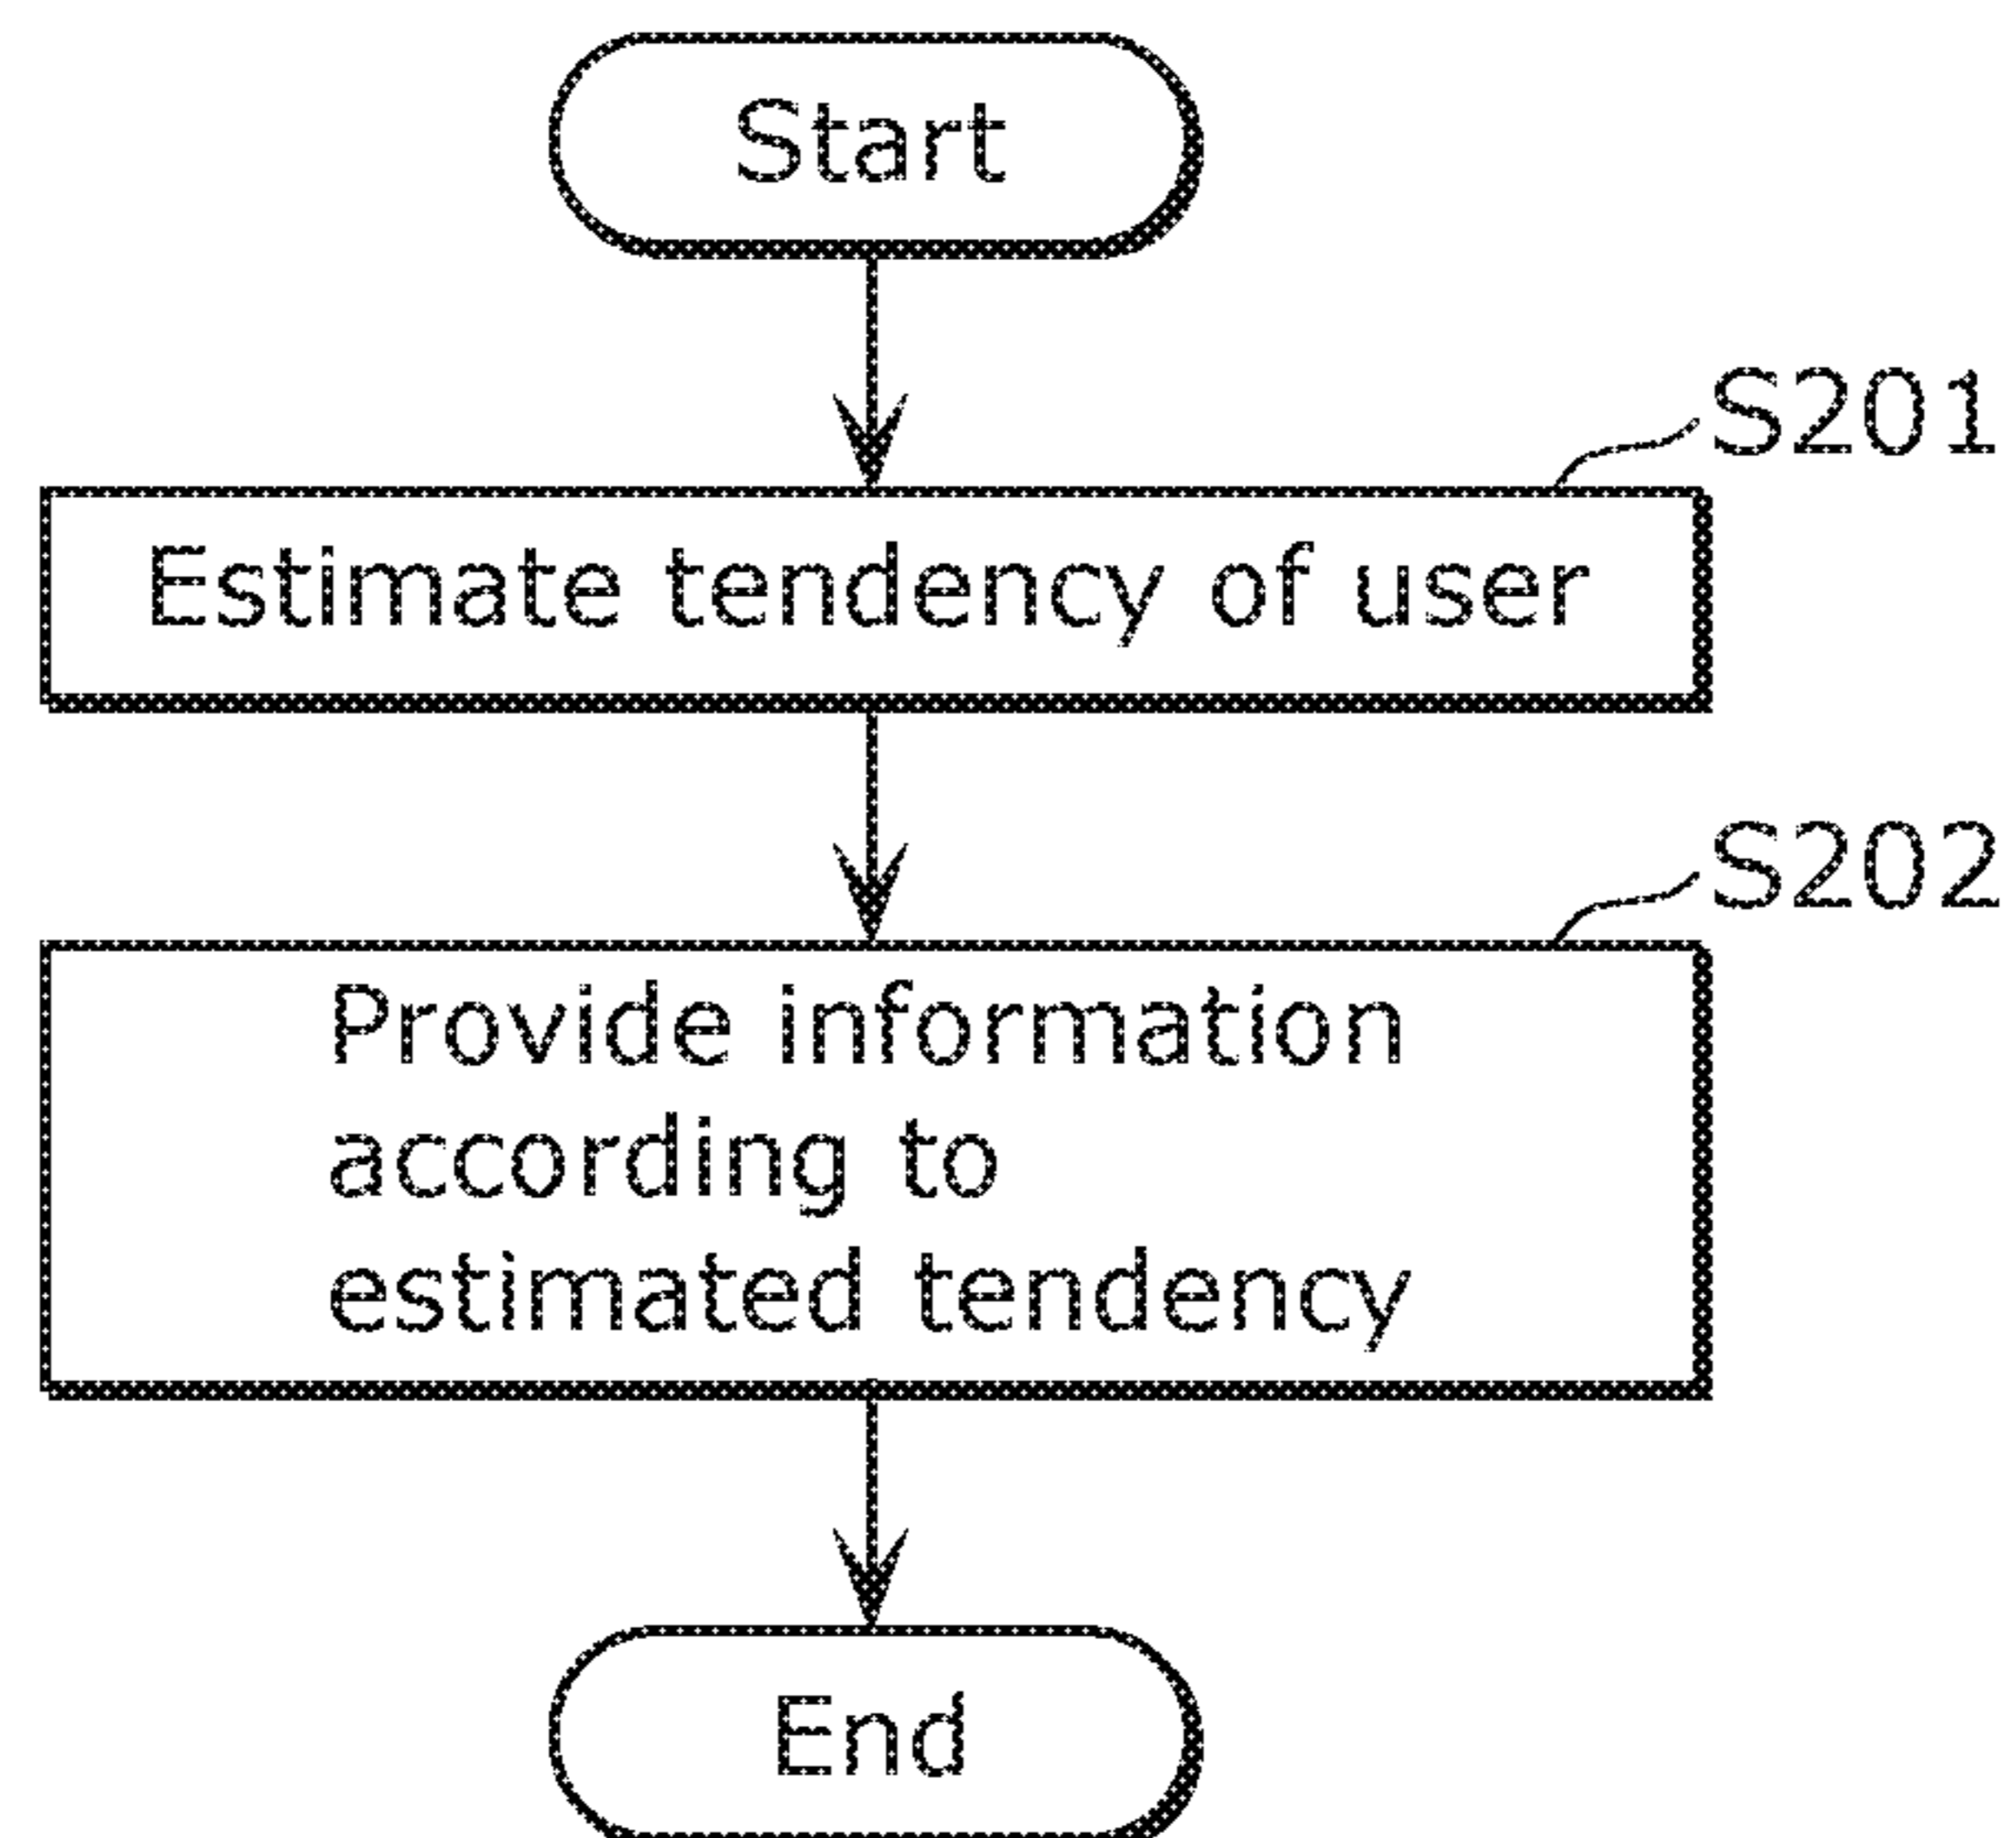 Start
S201
Estimate tendency of user
S202
Provide information
according to
estimated tendency
End